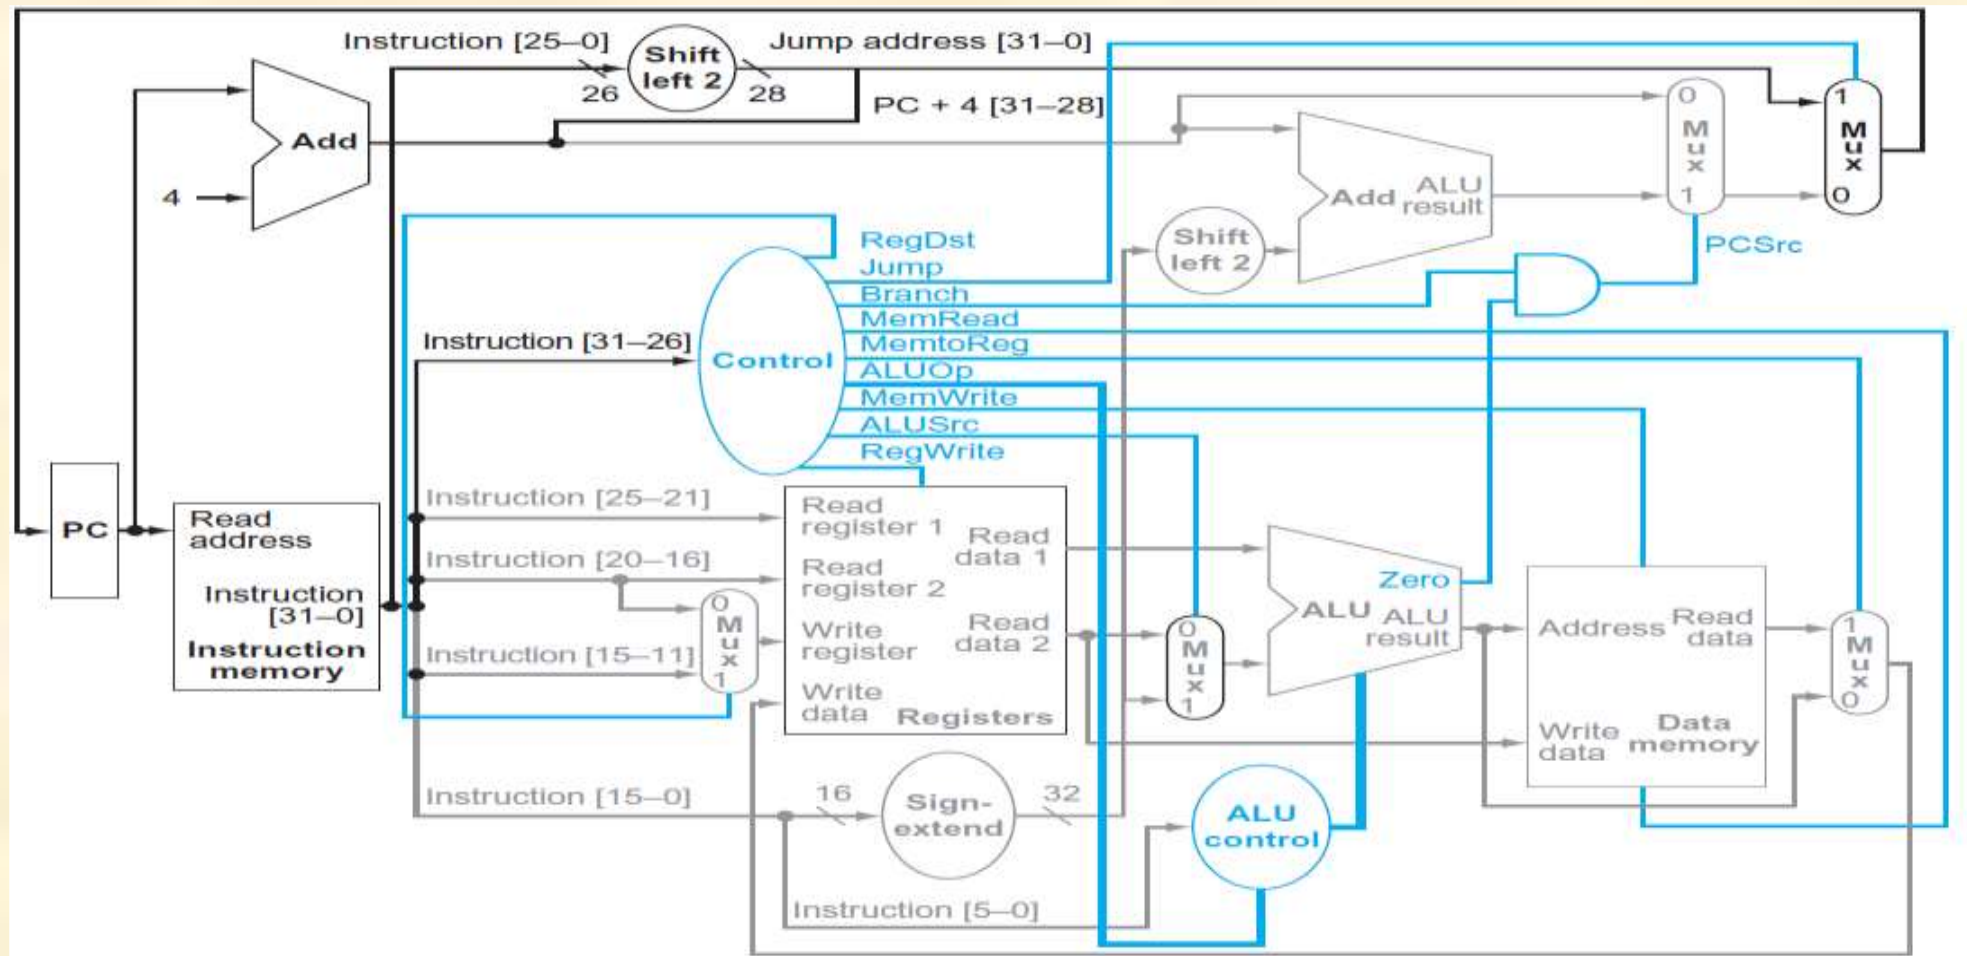 Instruction [25–0]
Shift
left 2
Jump address [31–0]
26
28
PC + 4 [31–28]
Add
4
0
M
u
x
1
1
M
u
x
0
Add
ALU
result
Shift
left 2
PCSrc
RegDst
Jump
Branch
MemRead
MemtoReg
ALUOp
MemWrite
ALUSrc
RegWrite
Instruction [31–26]
Control
PC
Read
address
Instruction
[31–0]
Instruction
memory
Instruction [25–21]
Instruction [20–16]
Instruction [15–11]
0
M
u
x
1
Read
register 1
Read
register 2
Write
register
Write
data
Read
data 1
Read
data 2
Registers
0
M
u
x
1
Zero
ALU
ALU
result
Address
Read
data
Write
data
Data
memory
1
M
u
x
0
Instruction [15–0]
16
Sign-
extend
32
ALU
control
Instruction [5–0]